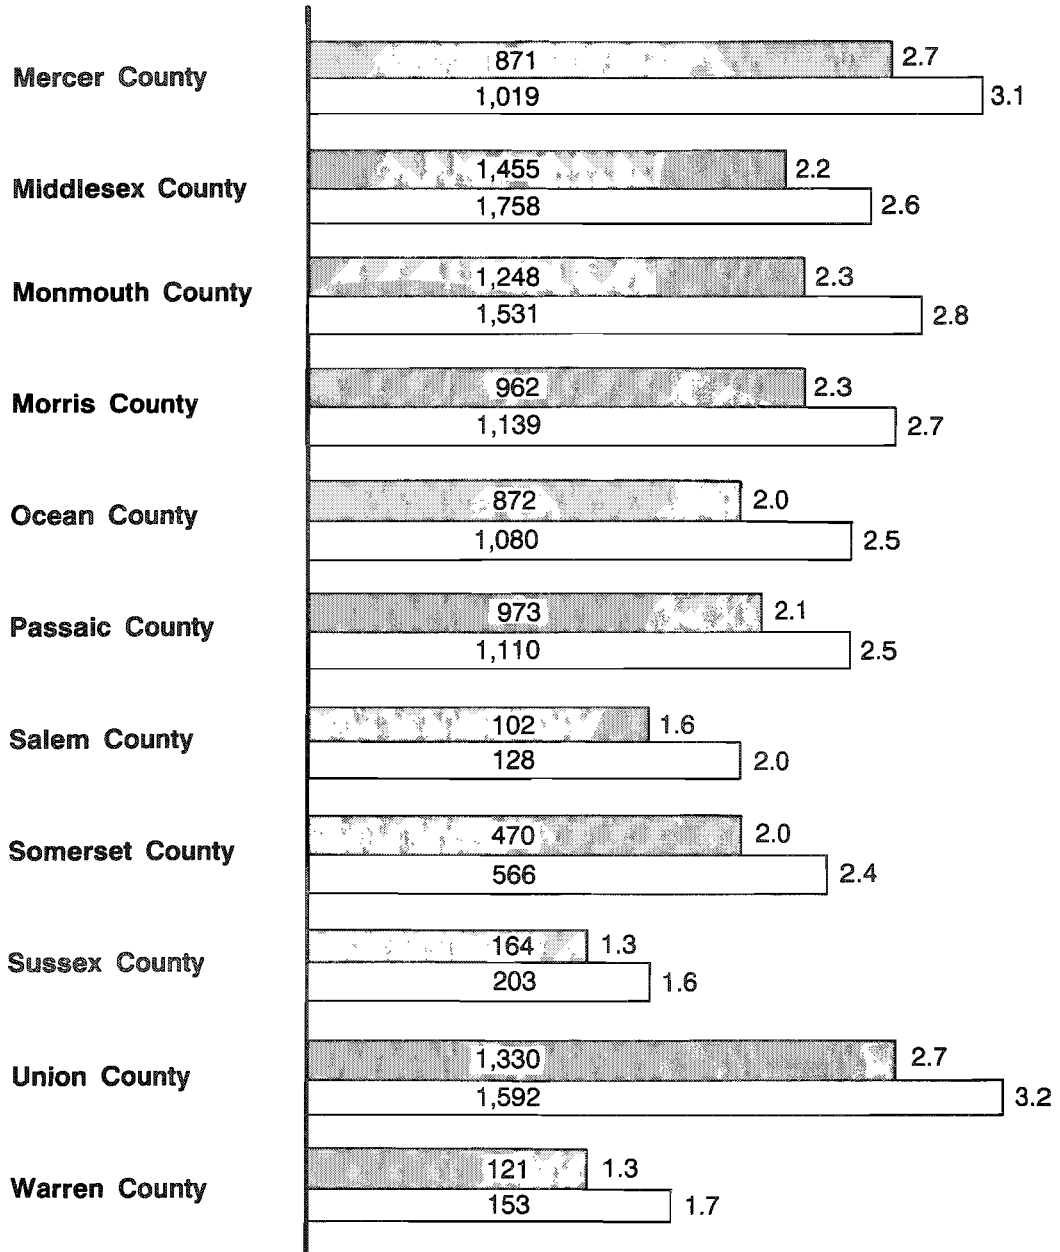 871 2.7
Mercer County
1,019 3.1
1,455 2.2
Middlesex County
1,758 2.6
1,248 2.3
Monmouth County
1,531 2.8
962 2.3
Morris County
1,139 2.7
872 2.0
Ocean County
1,080 2.5
973 2.1
Passaic County
1,110 2.5
102 1.6
Salem County
128 2.0
470 2.0
Somerset County
566 2.4
164 1.3
Sussex County
203 1.6
1,330 2.7
Union County
1,592 3.2
121 1.3
Warren County
153 1.7